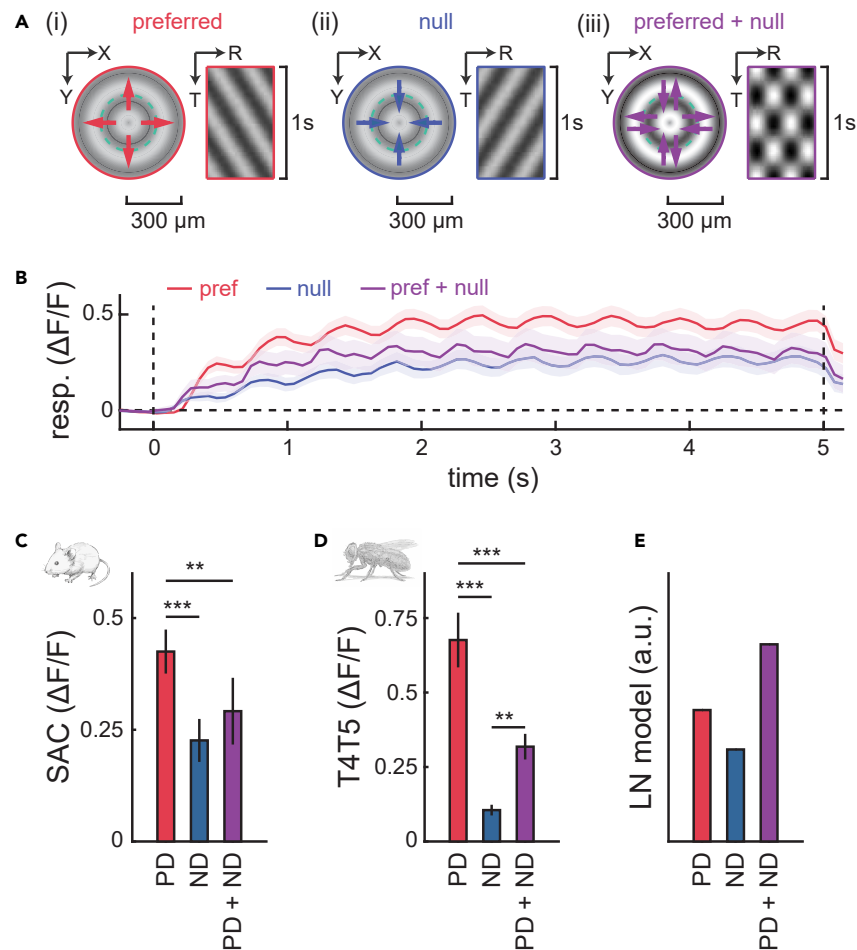 A (i) preferred (ii) null (iii) preferred + null
X Y T R 1s X Y T R 1s X Y T R 1s
300 µm 300 µm 300 µm
B
pref null pref + null
resp. (ΔF/F)
0.5
0
0 1 2 3 4 5
time (s)
C
SAC (ΔF/F)
0.5
0.25
0
**
***
PD ND PD + ND
D
T4T5 (ΔF/F)
0.75
0.5
0.25
0
***
***
**
PD ND PD + ND
E
LN model (a.u.)
PD ND PD + ND